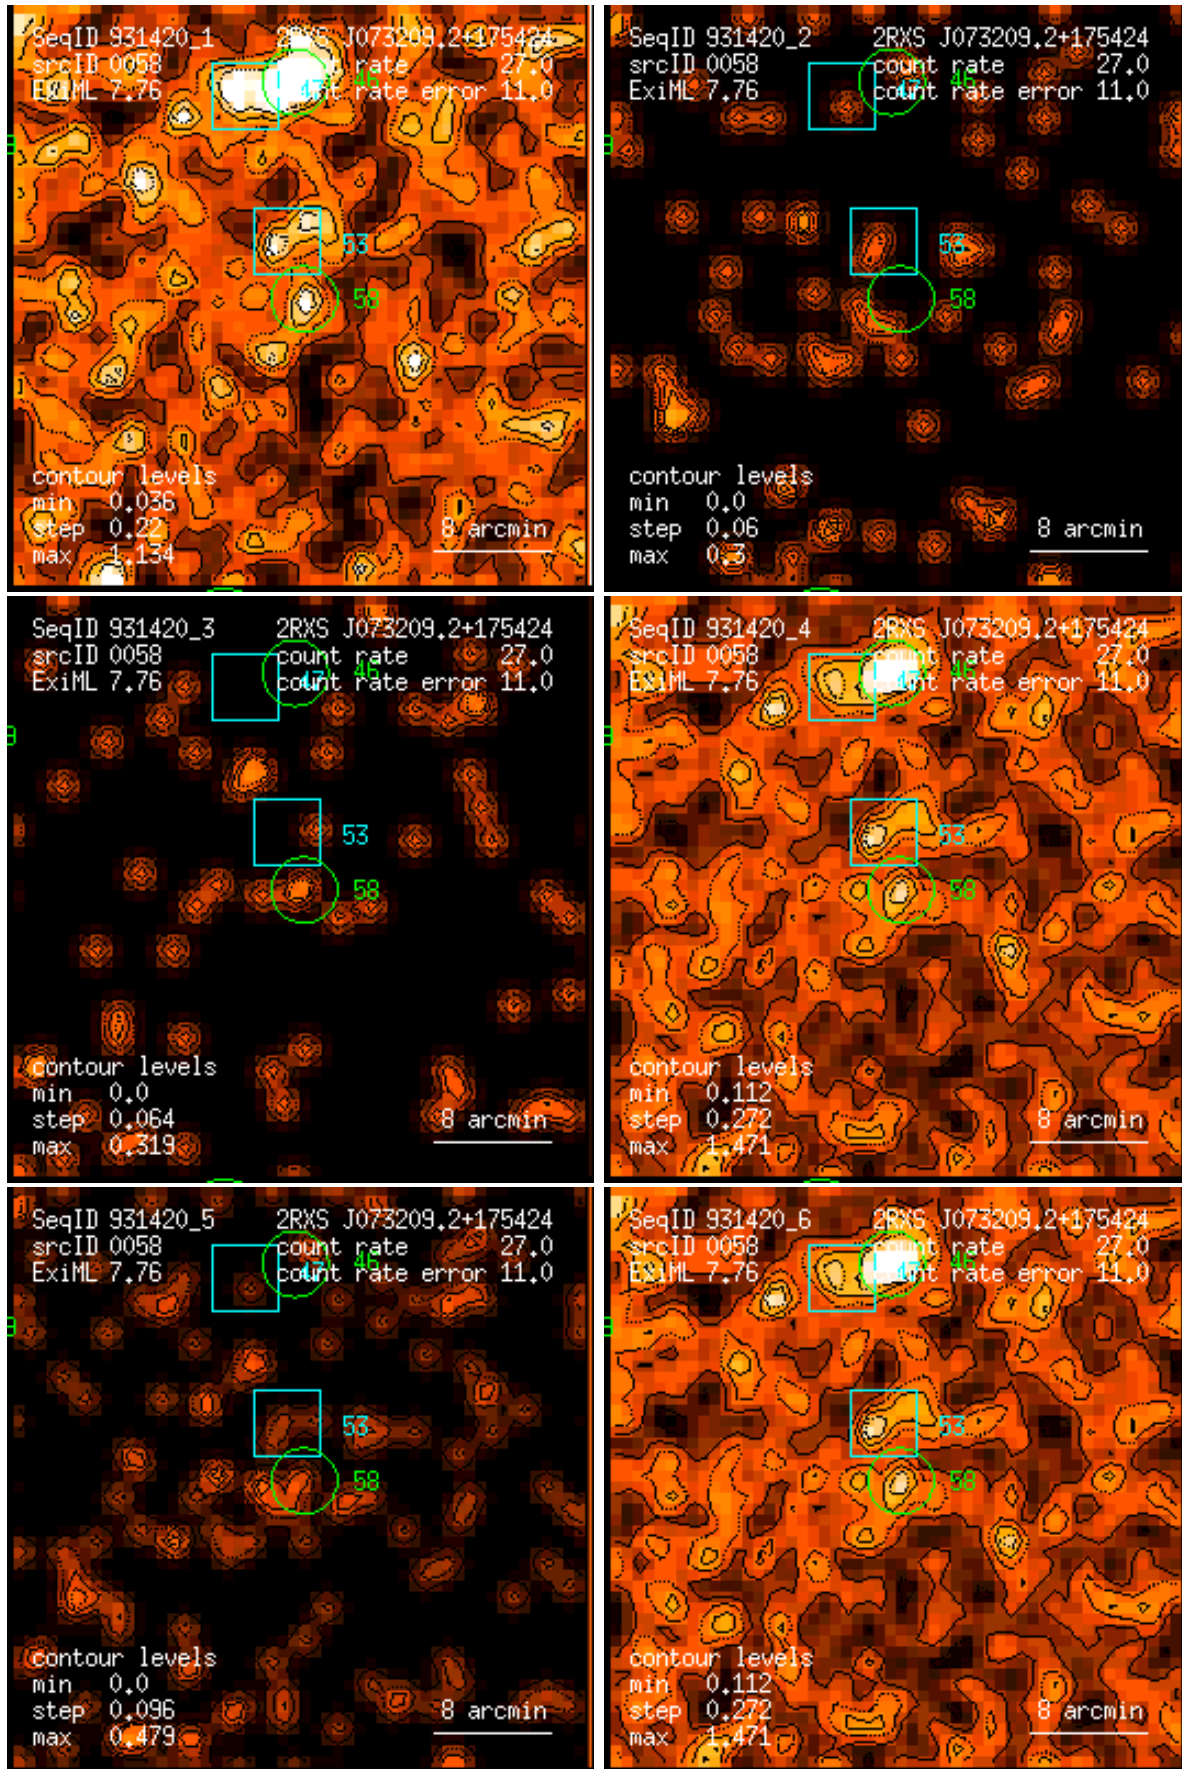 SeqID 931420_1 2RXS J073209.2+175424
srcID 0058 count rate 27.0
ExiML 7.76 count rate error 11.0
46
47
53
58
contour levels
min 0.036
step 0.22
max 1.134
8 arcmin
SeqID 931420_2 2RXS J073209.2+175424
srcID 0058 count rate 27.0
ExiML 7.76 count rate error 11.0
46
47
53
58
contour levels
min 0.0
step 0.06
max 0.3
8 arcmin
SeqID 931420_3 2RXS J073209.2+175424
srcID 0058 count rate 27.0
ExiML 7.76 count rate error 11.0
46
47
53
58
contour levels
min 0.0
step 0.064
max 0.319
8 arcmin
SeqID 931420_4 2RXS J073209.2+175424
srcID 0058 count rate 27.0
ExiML 7.76 count rate error 11.0
46
47
53
58
contour levels
min 0.112
step 0.272
max 1.471
8 arcmin
SeqID 931420_5 2RXS J073209.2+175424
srcID 0058 count rate 27.0
ExiML 7.76 count rate error 11.0
46
47
53
58
contour levels
min 0.0
step 0.096
max 0.479
8 arcmin
SeqID 931420_6 2RXS J073209.2+175424
srcID 0058 count rate 27.0
ExiML 7.76 count rate error 11.0
46
47
53
58
contour levels
min 0.112
step 0.272
max 1.471
8 arcmin